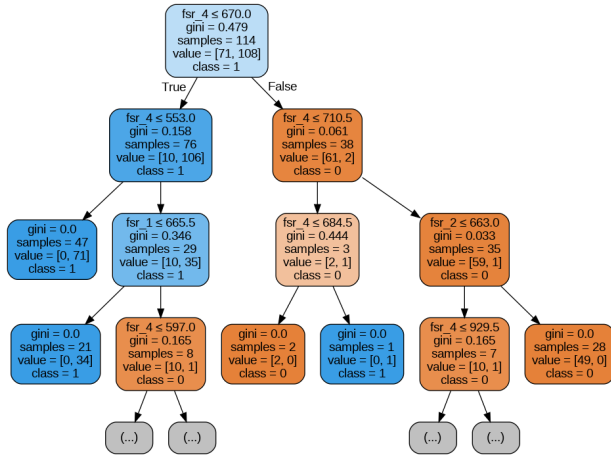 fsr_4 ≤ 670.0
gini = 0.479
samples = 114
value = [71, 108]
class = 1
True
False
fsr_4 ≤ 553.0
gini = 0.158
samples = 76
value = [10, 106]
class = 1
fsr_4 ≤ 710.5
gini = 0.061
samples = 38
value = [61, 2]
class = 0
gini = 0.0
samples = 47
value = [0, 71]
class = 1
fsr_1 ≤ 665.5
gini = 0.346
samples = 29
value = [10, 35]
class = 1
fsr_4 ≤ 684.5
gini = 0.444
samples = 3
value = [2, 1]
class = 0
fsr_2 ≤ 663.0
gini = 0.033
samples = 35
value = [59, 1]
class = 0
gini = 0.0
samples = 21
value = [0, 34]
class = 1
fsr_4 ≤ 597.0
gini = 0.165
samples = 8
value = [10, 1]
class = 0
gini = 0.0
samples = 2
value = [2, 0]
class = 0
gini = 0.0
samples = 1
value = [0, 1]
class = 1
fsr_4 ≤ 929.5
gini = 0.165
samples = 7
value = [10, 1]
class = 0
gini = 0.0
samples = 28
value = [49, 0]
class = 0
(...)
(...)
(...)
(...)